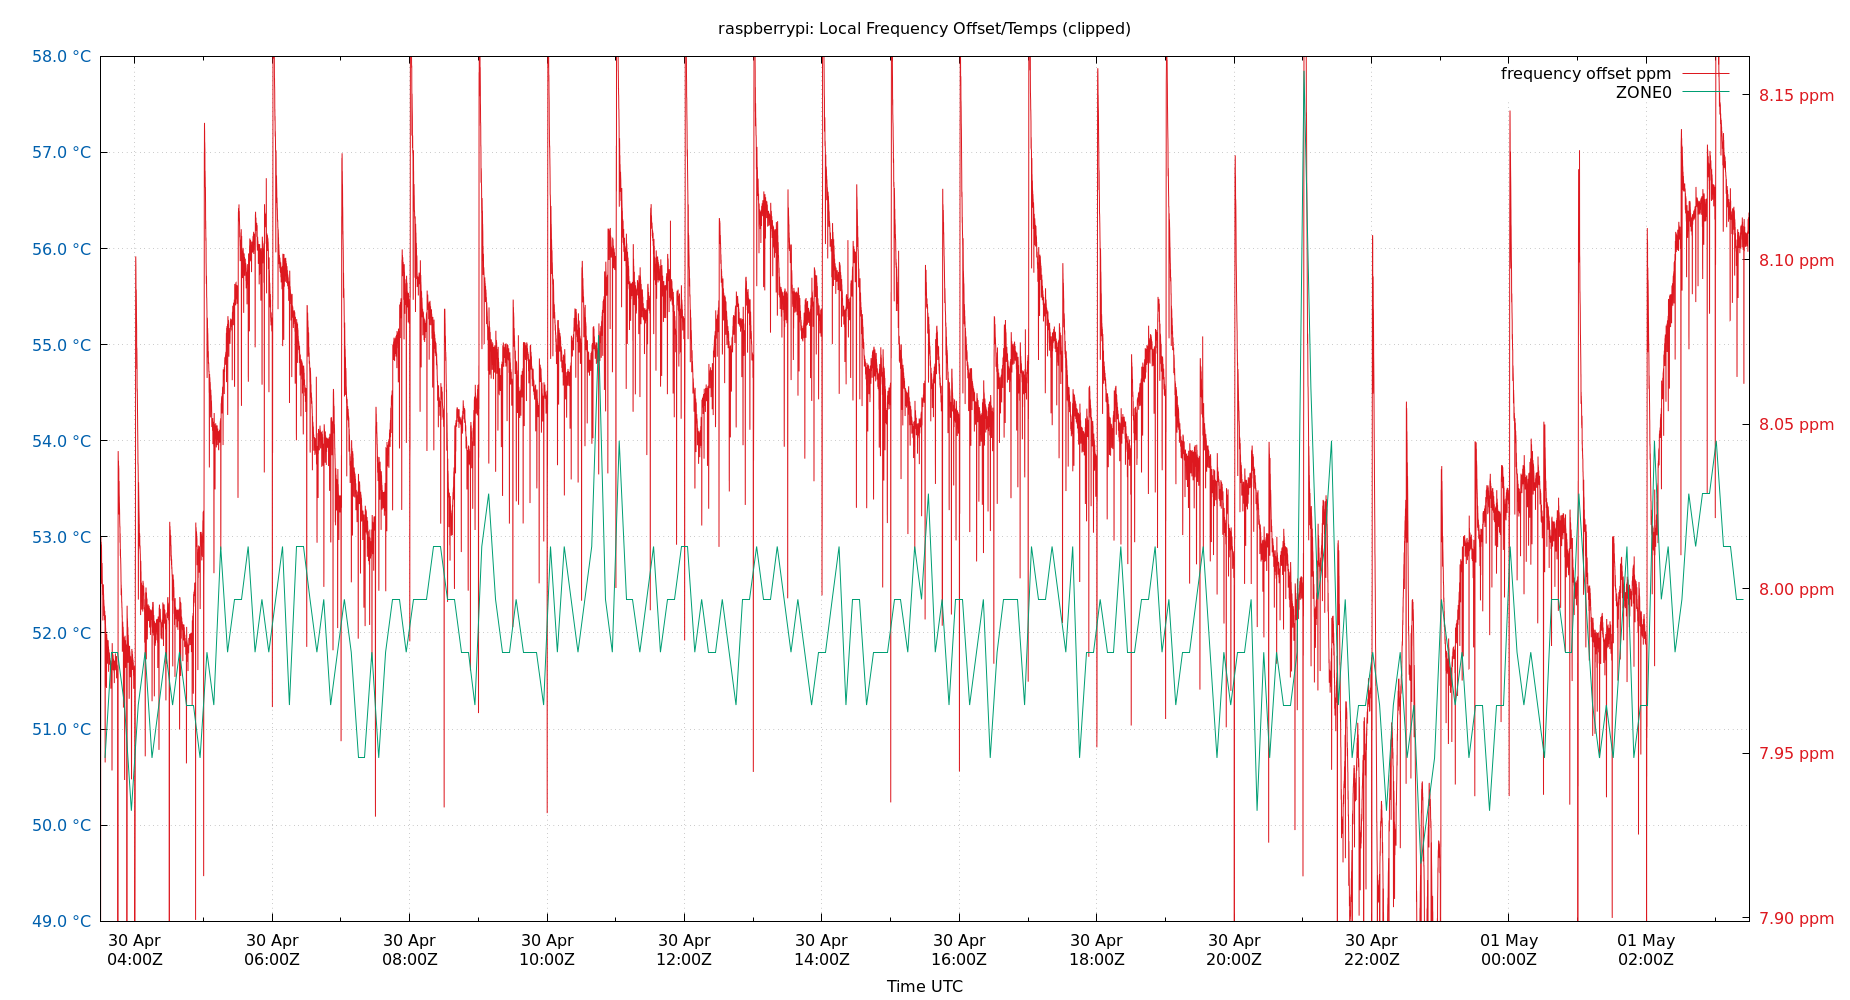 raspberrypi: Local Frequency Offset/Temps (clipped)
frequency offset ppm
ZONE0
58.0 °C
57.0 °C
56.0 °C
55.0 °C
54.0 °C
53.0 °C
52.0 °C
51.0 °C
50.0 °C
49.0 °C
8.15 ppm
8.10 ppm
8.05 ppm
8.00 ppm
7.95 ppm
7.90 ppm
30 Apr 30 Apr 30 Apr 30 Apr 30 Apr 30 Apr 30 Apr 30 Apr 30 Apr 30 Apr 01 May 01 May
04:00Z 06:00Z 08:00Z 10:00Z 12:00Z 14:00Z 16:00Z 18:00Z 20:00Z 22:00Z 00:00Z 02:00Z
Time UTC